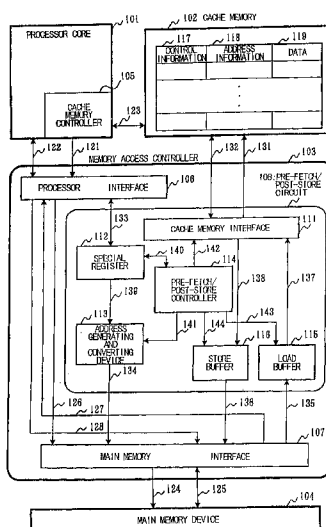 101
PROCESSOR CORE
102 CACHE MEMORY
117
118
119
CONTROL INFORMATION
ADDRESS INFORMATION
DATA
105
CACHE MEMORY CONTROLLER
123
122
121
132
131
MEMORY ACCESS CONTROLLER
103
106
PROCESSOR INTERFACE
PRE-FETCH/
POST-STORE
CIRCUIT
133
CACHE MEMORY INTERFACE
111
112
SPECIAL
REGISTER
140
142
114
138
137
PRE-FETCH/
POST-STORE
CONTROLLER
139
113
141
144
143
ADDRESS
GENERATING
AND
CONVERTING
DEVICE
116
STORE
BUFFER
115
LOAD
BUFFER
134
126
127
128
136
135
107
MAIN MEMORY INTERFACE
124
125
104
MAIN MEMORY DEVICE